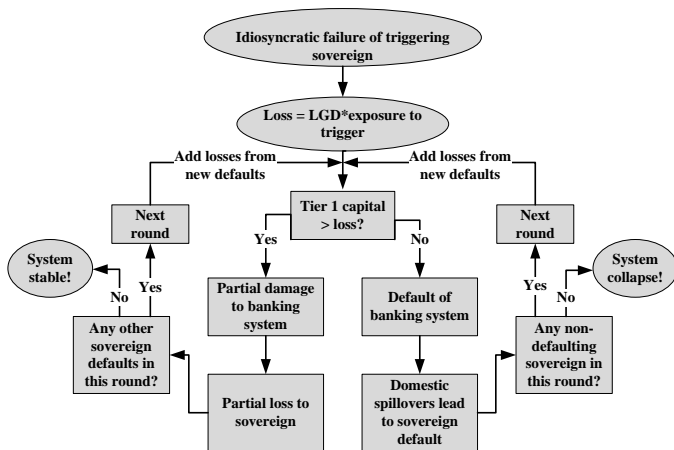 Idiosyncratic failure of triggering
sovereign
Loss = LGD*exposure to
trigger
Add losses from
new defaults
Add losses from
new defaults
Tier 1 capital
> loss?
Next
round
Next
round
Yes
No
System
stable!
No
Yes
Partial damage
to banking
system
Default of
banking system
Yes
No
System
collapse!
Any other
sovereign
defaults in
this round?
Partial loss to
sovereign
Domestic
spillovers lead
to sovereign
default
Any non-
defaulting
sovereign in
this round?